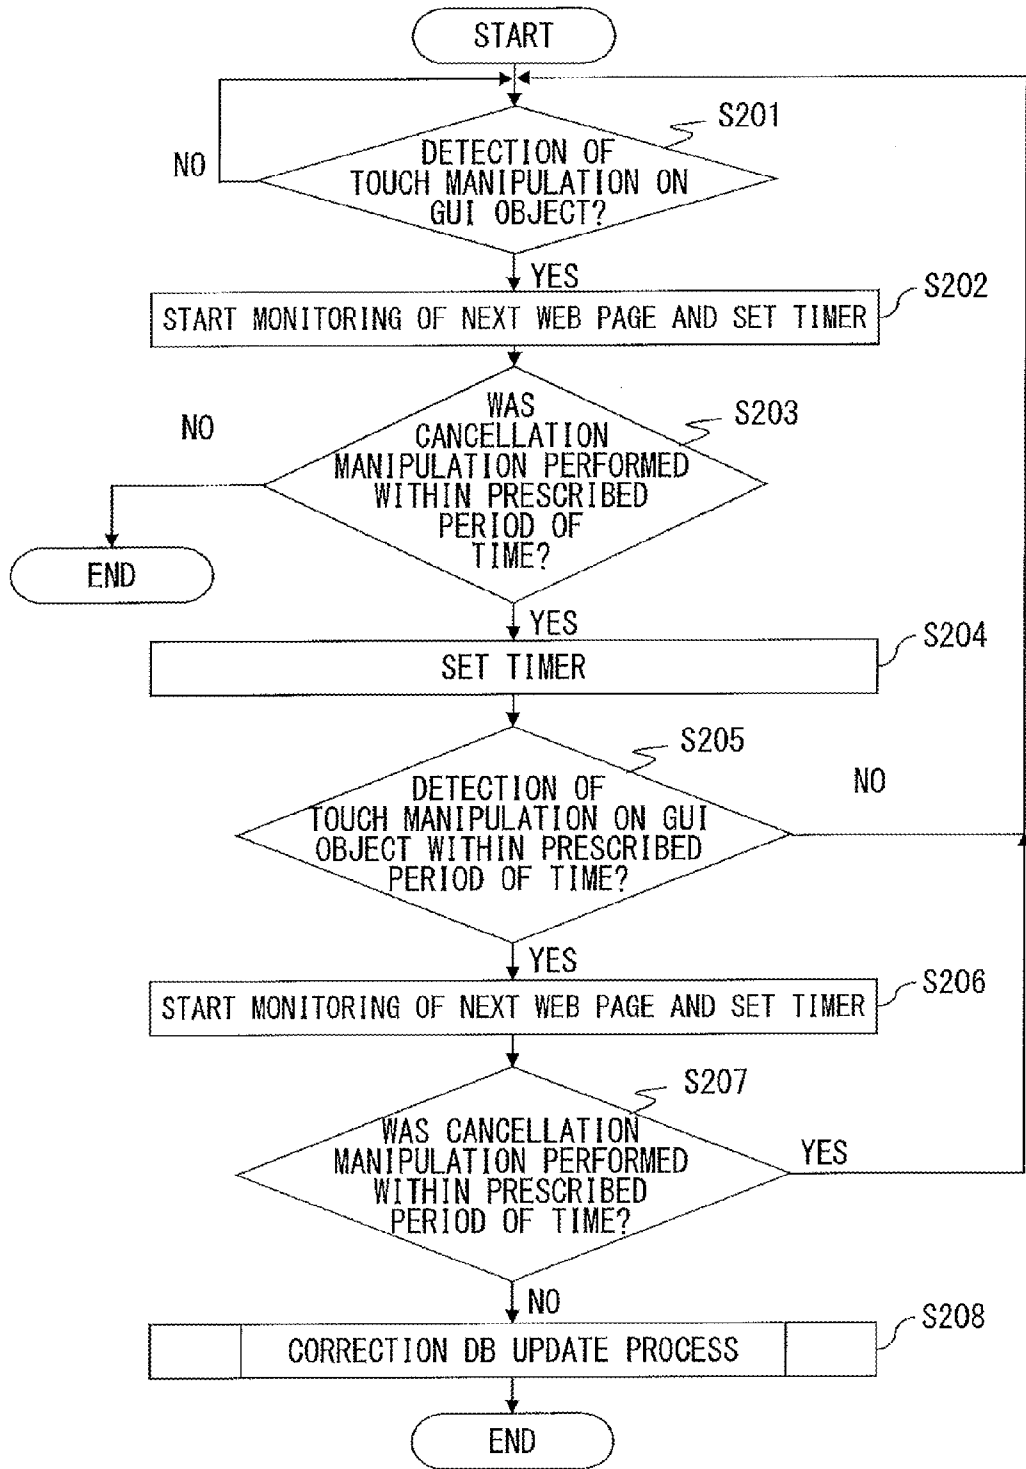 START
S201
DETECTION OF
TOUCH MANIPULATION ON
GUI OBJECT?
NO
YES
S202
START MONITORING OF NEXT WEB PAGE AND SET TIMER
S203
WAS
CANCELLATION
MANIPULATION PERFORMED
WITHIN PRESCRIBED
PERIOD OF
TIME?
NO
END
YES
S204
SET TIMER
S205
DETECTION OF
TOUCH MANIPULATION ON GUI
OBJECT WITHIN PRESCRIBED
PERIOD OF TIME?
NO
YES
S206
START MONITORING OF NEXT WEB PAGE AND SET TIMER
S207
WAS CANCELLATION
MANIPULATION PERFORMED
WITHIN PRESCRIBED
PERIOD OF TIME?
YES
NO
S208
CORRECTION DB UPDATE PROCESS
END